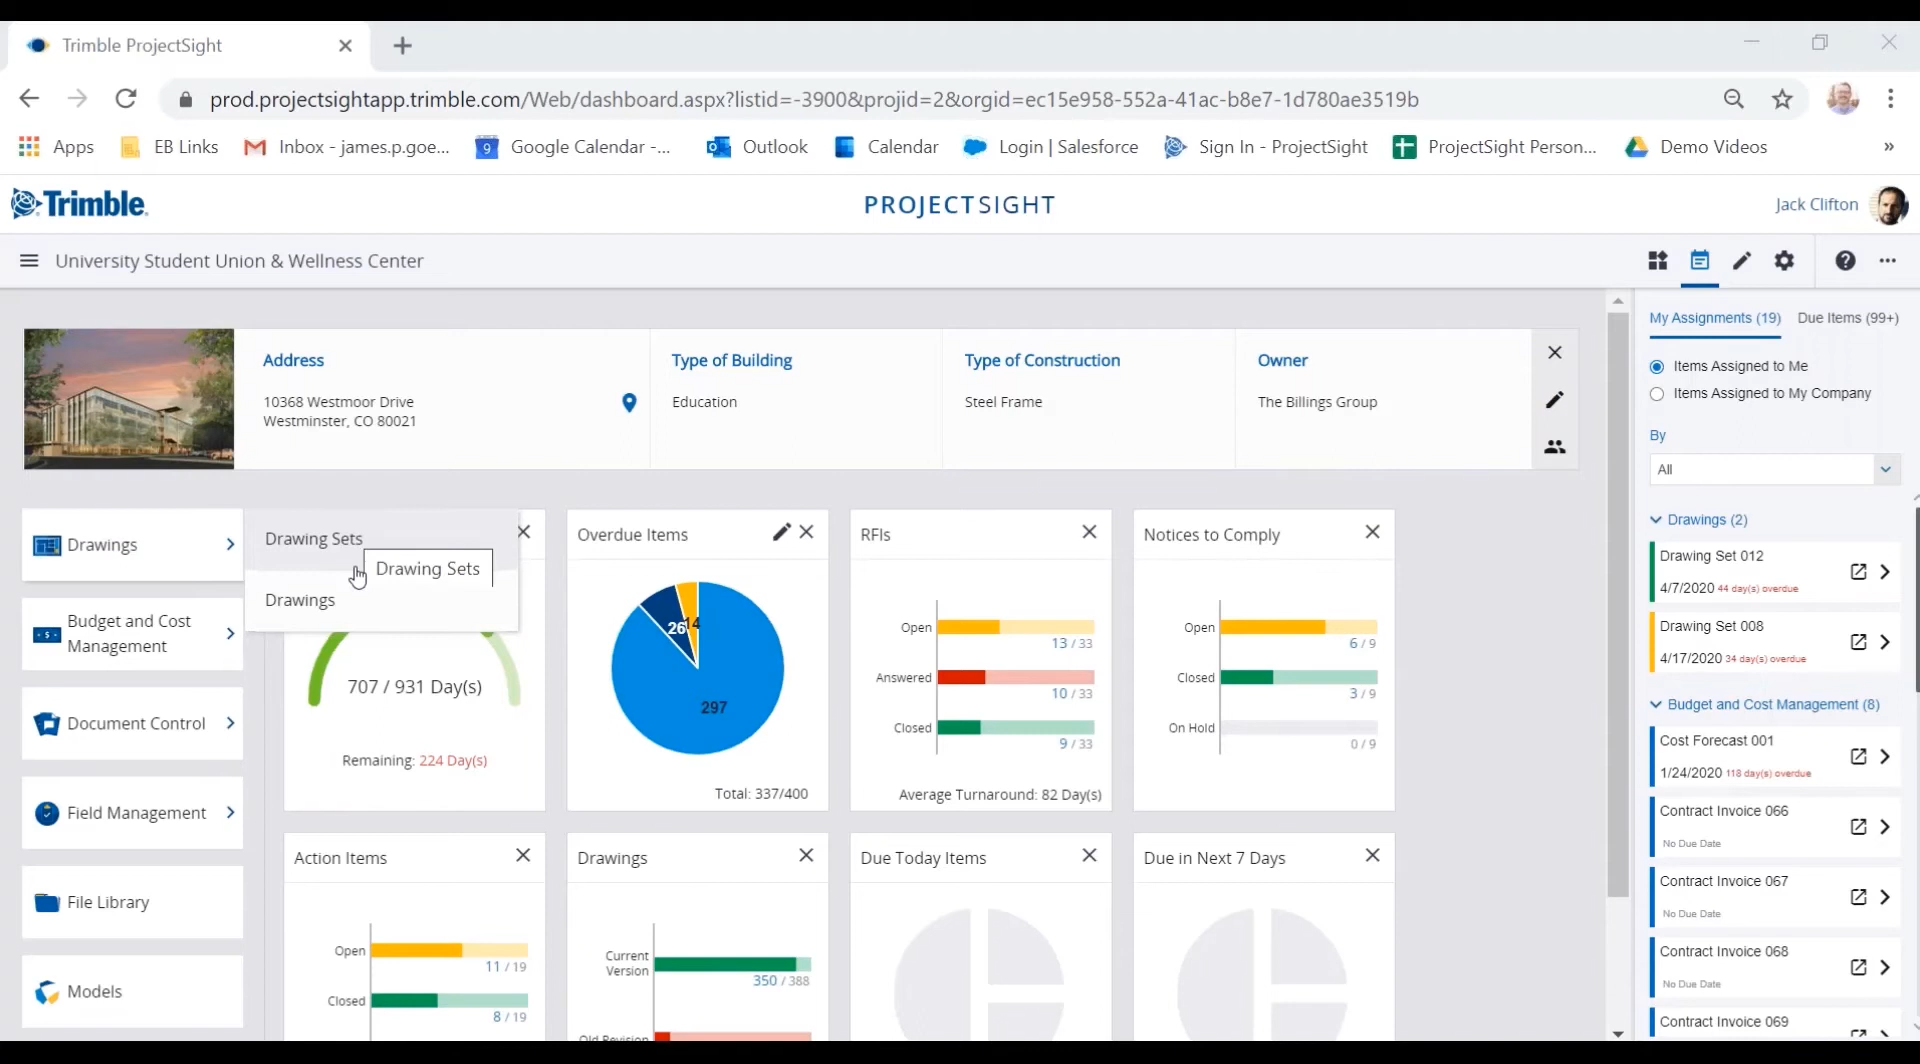 Trimble ProjectSight
prod.projectsightapp.trimble.com/Web/dashboard.aspx?listid=-3900&projid=2&orgid=ec15e958-552a-41ac-b8e7-1d780ae3519b
Apps EB Links Inbox - james.p.goe... 9 Google Calendar -... Outlook Calendar Login | Salesforce Sign In - ProjectSight ProjectSight Person... Demo Videos »
Trimble
PROJECTSIGHT
Jack Clifton
University Student Union & Wellness Center
Address
10368 Westmoor Drive
Westminster, CO 80021
Type of Building
Education
Type of Construction
Steel Frame
Owner
The Billings Group
Drawings
Budget and Cost
Management
Document Control
Field Management
File Library
Models
Drawing Sets
Drawing Sets
Drawings
707 / 931 Day(s)
Remaining: 224 Day(s)
Overdue Items
26
14
297
Total: 337/400
RFIs
Open
13 / 33
Answered
10 / 33
Closed
9 / 33
Average Turnaround: 82 Day(s)
Notices to Comply
Open
6 / 9
Closed
3 / 9
On Hold
0 / 9
Action Items
Open
11 / 19
Closed
8 / 19
Drawings
Current
Version
350 / 388
Old Revision
Due Today Items
Due in Next 7 Days
My Assignments (19) Due Items (99+)
Items Assigned to Me
Items Assigned to My Company
By
All
Drawings (2)
Drawing Set 012
4/7/2020 44 day(s) overdue
Drawing Set 008
4/17/2020 34 day(s) overdue
Budget and Cost Management (8)
Cost Forecast 001
1/24/2020 118 day(s) overdue
Contract Invoice 066
No Due Date
Contract Invoice 067
No Due Date
Contract Invoice 068
No Due Date
Contract Invoice 069